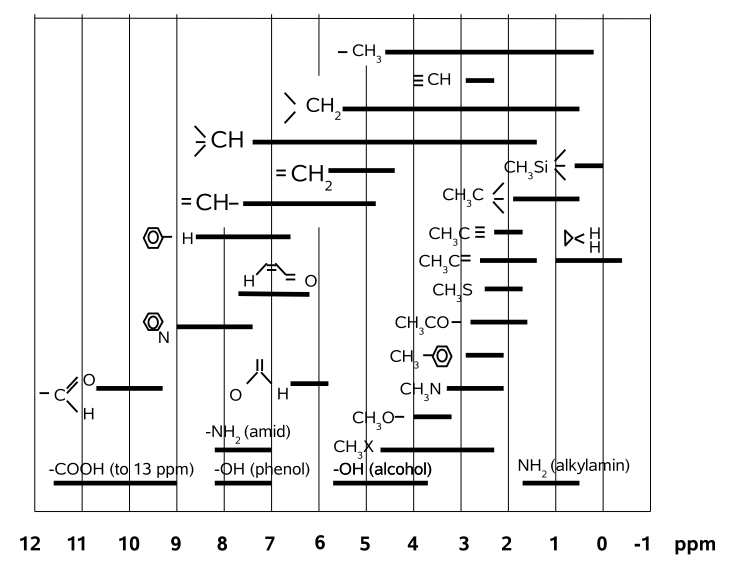 – CH3
≡ CH
CH2
CH
CH3Si
=CH2
CH3C
=CH–
H
CH3C ≡
H
H
CH3C=
H O
CH3S
CH3CO–
N
CH3 –
– C O
H
O H
CH3N
CH3O–
-NH2 (amid)
CH3X
-COOH (to 13 ppm) -OH (phenol) -OH (alcohol) NH2 (alkylamin)
12 11 10 9 8 7 6 5 4 3 2 1 0 -1 ppm